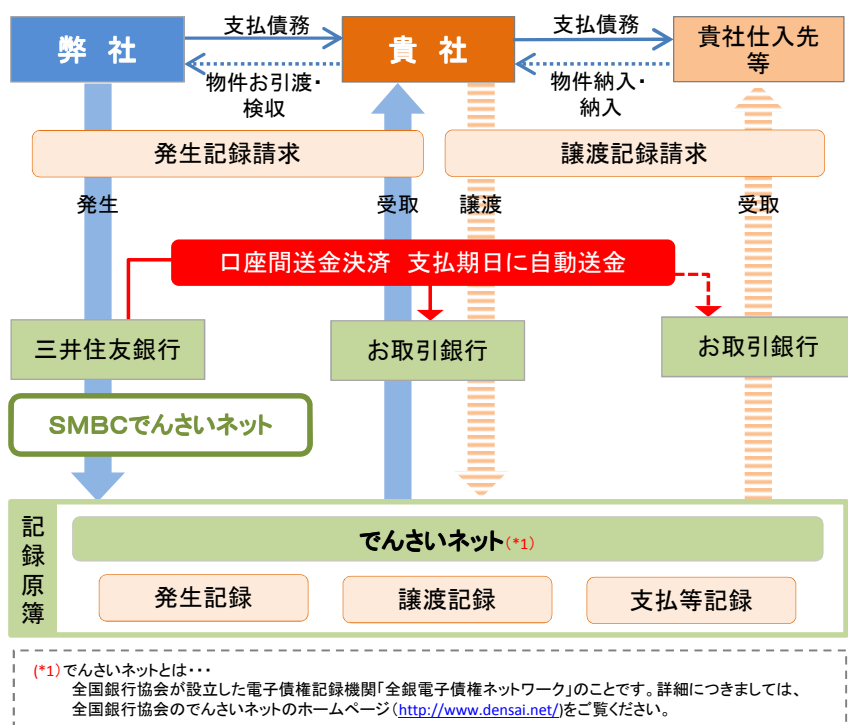 支払債務
支払債務
弊 社
貴 社
貴社仕入先
等
物件お引渡・
検収
物件納入・
納入
発生記録請求
譲渡記録請求
発生
受取
譲渡
受取
口座間送金決済 支払期日に自動送金
三井住友銀行
お取引銀行
お取引銀行
SMBCでんさいネット
記録原簿
でんさいネット(*1)
発生記録
譲渡記録
支払等記録
(*1)でんさいネットとは・・・
全国銀行協会が設立した電子債権記録機関「全銀電子債権ネットワーク」のことです。詳細につきましては、
全国銀行協会のでんさいネットのホームページ(http://www.densai.net/)をご覧ください。